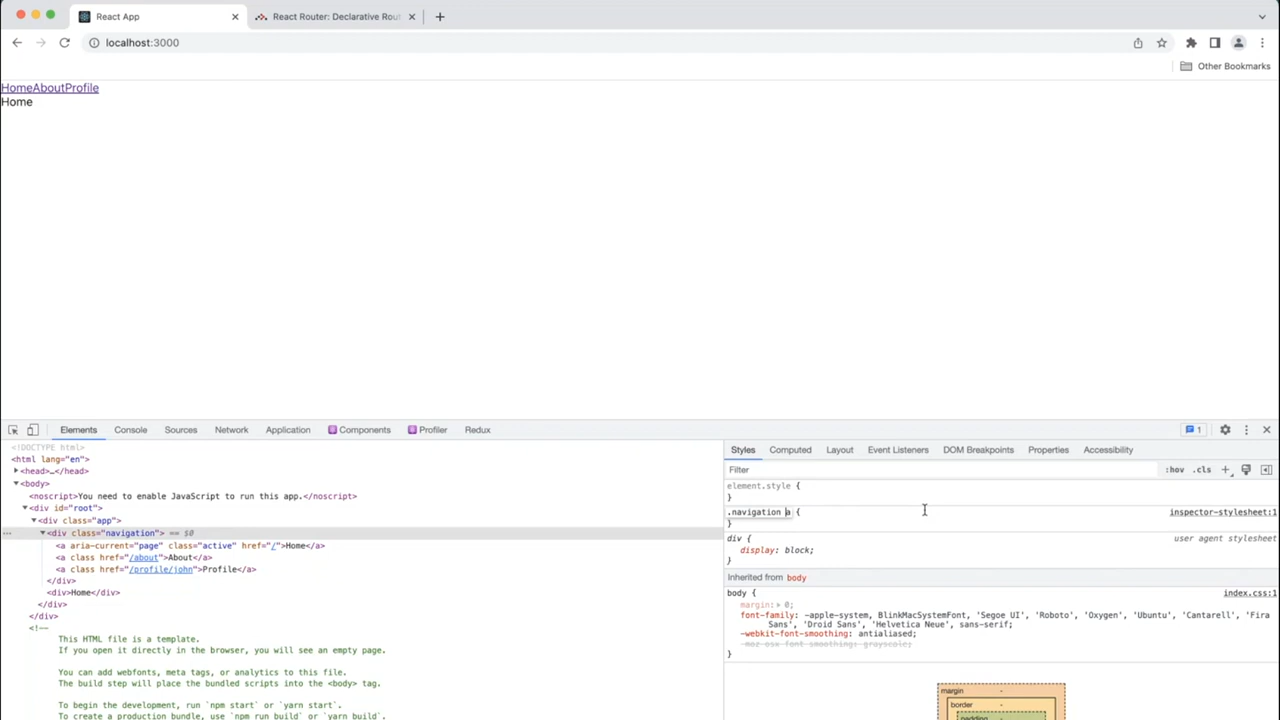 React App
React Router: Declarative Rout
localhost:3000
Other Bookmarks
HomeAboutProfile
Home
Elements Console Sources Network Application Components Profiler Redux 1
<!DOCTYPE html>
<html lang="en">
<head>…</head>
<body>
<noscript>You need to enable JavaScript to run this app.</noscript>
<div id="root">
<div class="app">
<div class="navigation"> == $0
<a aria-current="page" class="active" href="/">Home</a>
<a class href="/about">About</a>
<a class href="/profile/john">Profile</a>
</div>
<div>Home</div>
</div>
</div>
<!--
This HTML file is a template.
If you open it directly in the browser, you will see an empty page.
You can add webfonts, meta tags, or analytics to this file.
The build step will place the bundled scripts into the <body> tag.
To begin the development, run `npm start` or `yarn start`.
To create a production bundle, use `npm run build` or `yarn build`.
Styles Computed Layout Event Listeners DOM Breakpoints Properties Accessibility
Filter :hov .cls
element.style {
}
.navigation a { inspector-stylesheet:1
}
div { user agent stylesheet
display: block;
}
Inherited from body
body { index.css:1
margin: 0;
font-family: -apple-system, BlinkMacSystemFont, 'Segoe UI', 'Roboto', 'Oxygen', 'Ubuntu', 'Cantarell', 'Fira
Sans', 'Droid Sans', 'Helvetica Neue', sans-serif;
-webkit-font-smoothing: antialiased;
-moz-osx-font-smoothing: grayscale;
}
margin -
border -
padding -